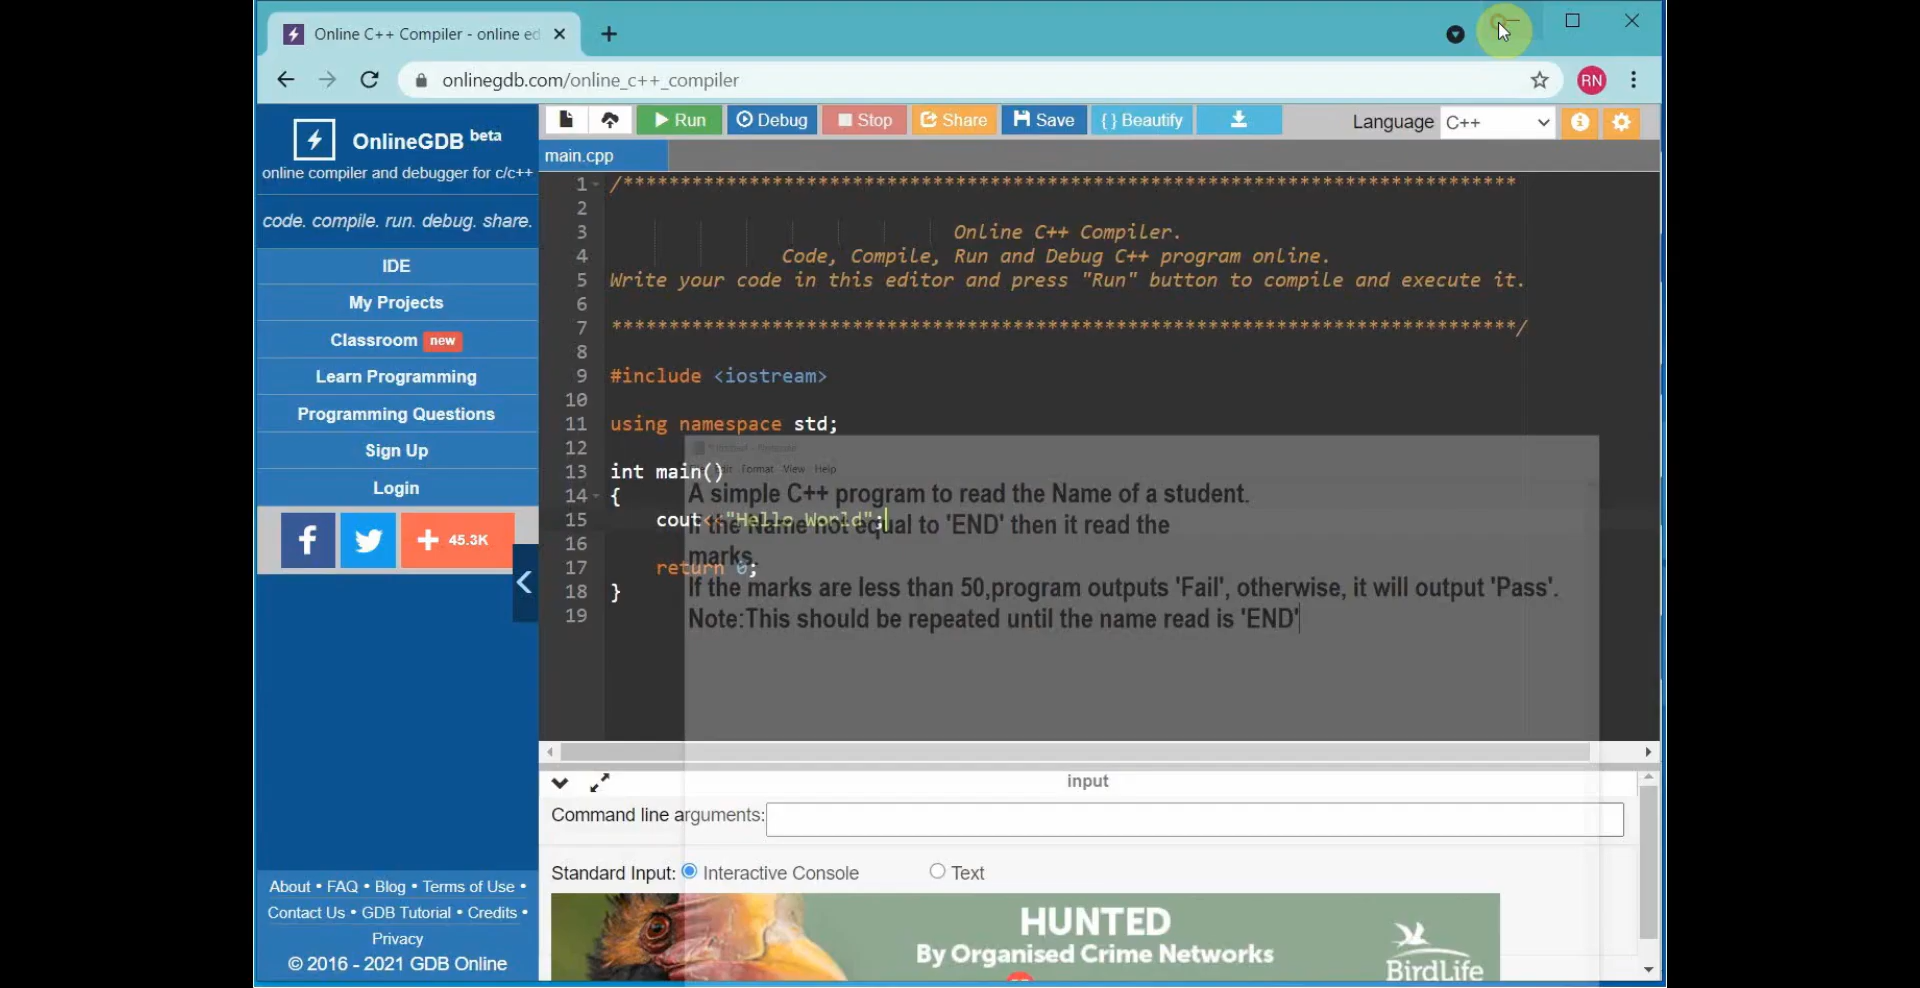 Online C++ Compiler - online ed
onlinegdb.com/online_c++_compiler
RN
OnlineGDB beta
online compiler and debugger for c/c++
code. compile. run. debug. share.
IDE
My Projects
Classroom new
Learn Programming
Programming Questions
Sign Up
Login
45.3K
About • FAQ • Blog • Terms of Use •
Contact Us • GDB Tutorial • Credits •
Privacy
© 2016 - 2021 GDB Online
Run Debug Stop Share Save { } Beautify Language C++
main.cpp
1 /******************************************************************************
2
3 Online C++ Compiler.
4 Code, Compile, Run and Debug C++ program online.
5 Write your code in this editor and press "Run" button to compile and execute it.
6
7 *******************************************************************************/
8
9 #include <iostream>
10
11 using namespace std;
12
13 int main()
14 {
15 cout<<"Hello World";
16
17 return 0;
18 }
19
Format View Help
A simple C++ program to read the Name of a student.
If the Name not equal to 'END' then it read the
marks.
If the marks are less than 50,program outputs 'Fail', otherwise, it will output 'Pass'.
Note:This should be repeated until the name read is 'END'
input
Command line arguments:
Standard Input: Interactive Console Text
HUNTED
By Organised Crime Networks
BirdLife